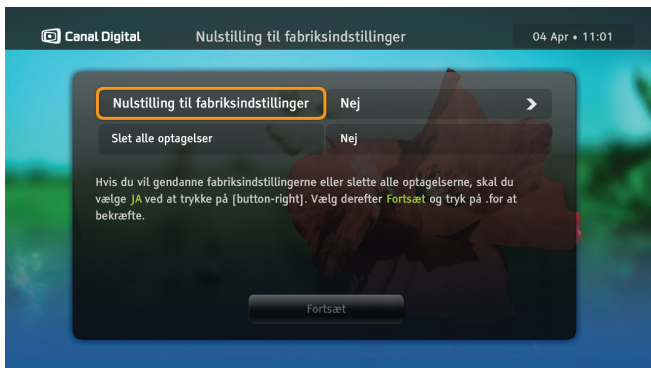 Canal Digital Nulstilling til fabriksindstillinger 04 Apr • 11:01
Nulstilling til fabriksindstillinger Nej
Slet alle optagelser Nej
Hvis du vil gendanne fabriksindstillingerne eller slette alle optagelserne, skal du
vælge JA ved at trykke på [button-right]. Vælg derefter Fortsæt og tryk på .for at
bekræfte.
Fortsæt